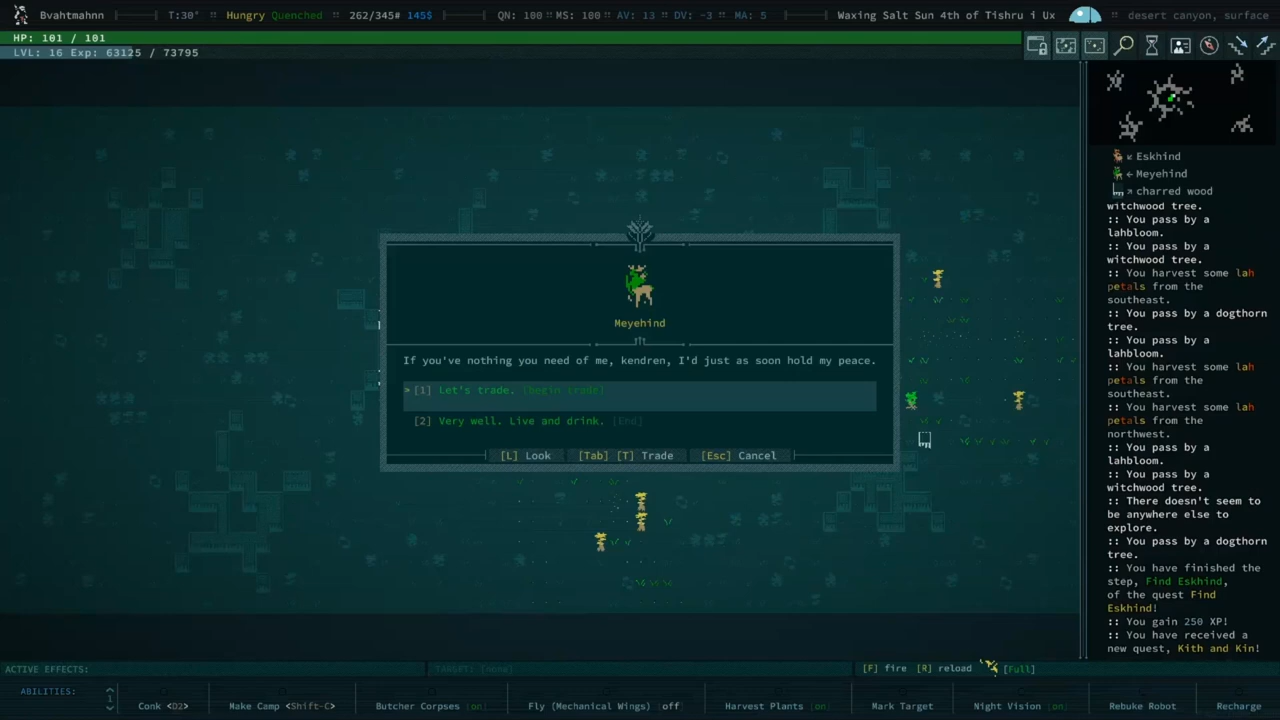 Bvahtmahn T:30° Hungry Quenched 262/345# 145$ QN: 100 MS: 100 AV: 13 DV: -3 MA: 5 Waxing Salt Sun 4th of Tishru i Ux desert canyon, surface
HP: 101 / 101
LVL: 16 Exp: 63125 / 73795
Eskhind
Meyehind
charred wood
witchwood tree.
:: You pass by a
lahbloom.
:: You pass by a
witchwood tree.
:: You harvest some lah
petals from the
southeast.
:: You pass by a dogthorn
tree.
:: You pass by a
lahbloom.
:: You harvest some lah
petals from the
southeast.
:: You harvest some lah
petals from the
northwest.
:: You pass by a
lahbloom.
:: You pass by a
witchwood tree.
:: There doesn't seem to
be anywhere else to
explore.
:: You pass by a dogthorn
tree.
:: You have finished the
step, Find Eskhind,
of the quest Find
Eskhind!
:: You gain 250 XP!
:: You have received a
new quest, Kith and Kin!
Meyehind
If you've nothing you need of me, kendren, I'd just as soon hold my peace.
> [1] Let's trade. [begin trade]
[2] Very well. Live and drink. [End]
[L] Look [Tab] [T] Trade [Esc] Cancel
ACTIVE EFFECTS: TARGET: [none] [F] fire [R] reload [Full]
ABILITIES: 1 Conk <O2> Make Camp <Shift-C> Butcher Corpses (on) Fly (Mechanical Wings) (off) Harvest Plants (on) Mark Target Night Vision (on) Rebuke Robot Recharge